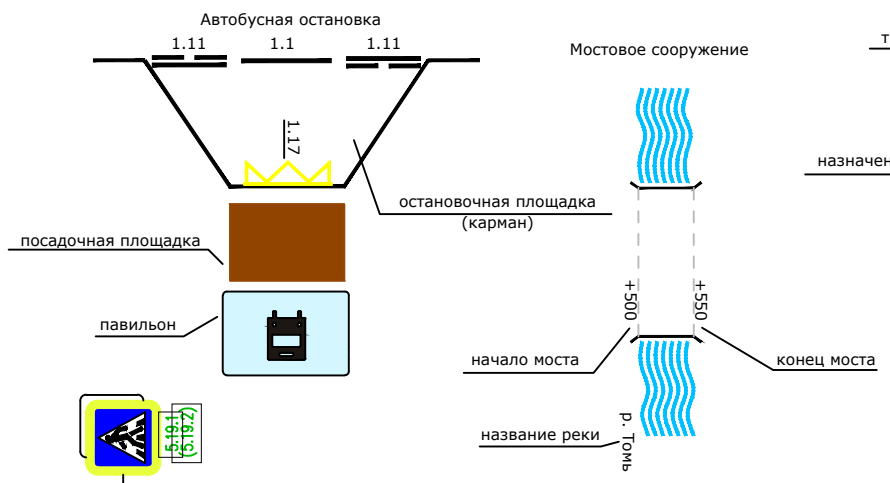 Автобусная остановка
1.11
1.1
1.11
1.17
остановочная площадка
(карман)
посадочная площадка
павильон
5.19.1
(5.19.2)
Мостовое сооружение
+500
+550
начало моста
конец моста
название реки
р. Томь
т
назначен